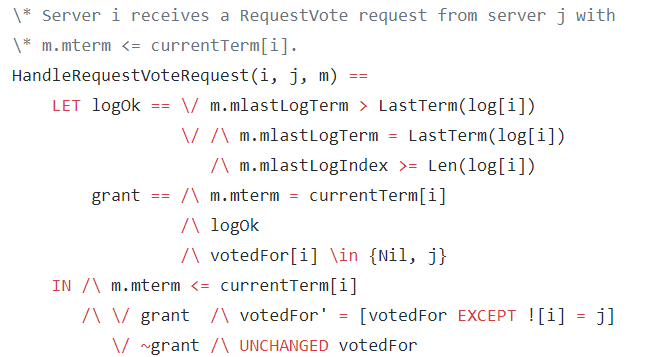 \* Server i receives a RequestVote request from server j with
\* m.mterm <= currentTerm[i].
HandleRequestVoteRequest(i, j, m) ==
    LET logOk == \/ m.mlastLogTerm > LastTerm(log[i])
                 \/ /\ m.mlastLogTerm = LastTerm(log[i])
                    /\ m.mlastLogIndex >= Len(log[i])
        grant == /\ m.mterm = currentTerm[i]
                 /\ logOk
                 /\ votedFor[i] \in {Nil, j}
    IN /\ m.mterm <= currentTerm[i]
       /\ \/ grant  /\ votedFor' = [votedFor EXCEPT ![i] = j]
          \/ ~grant /\ UNCHANGED votedFor